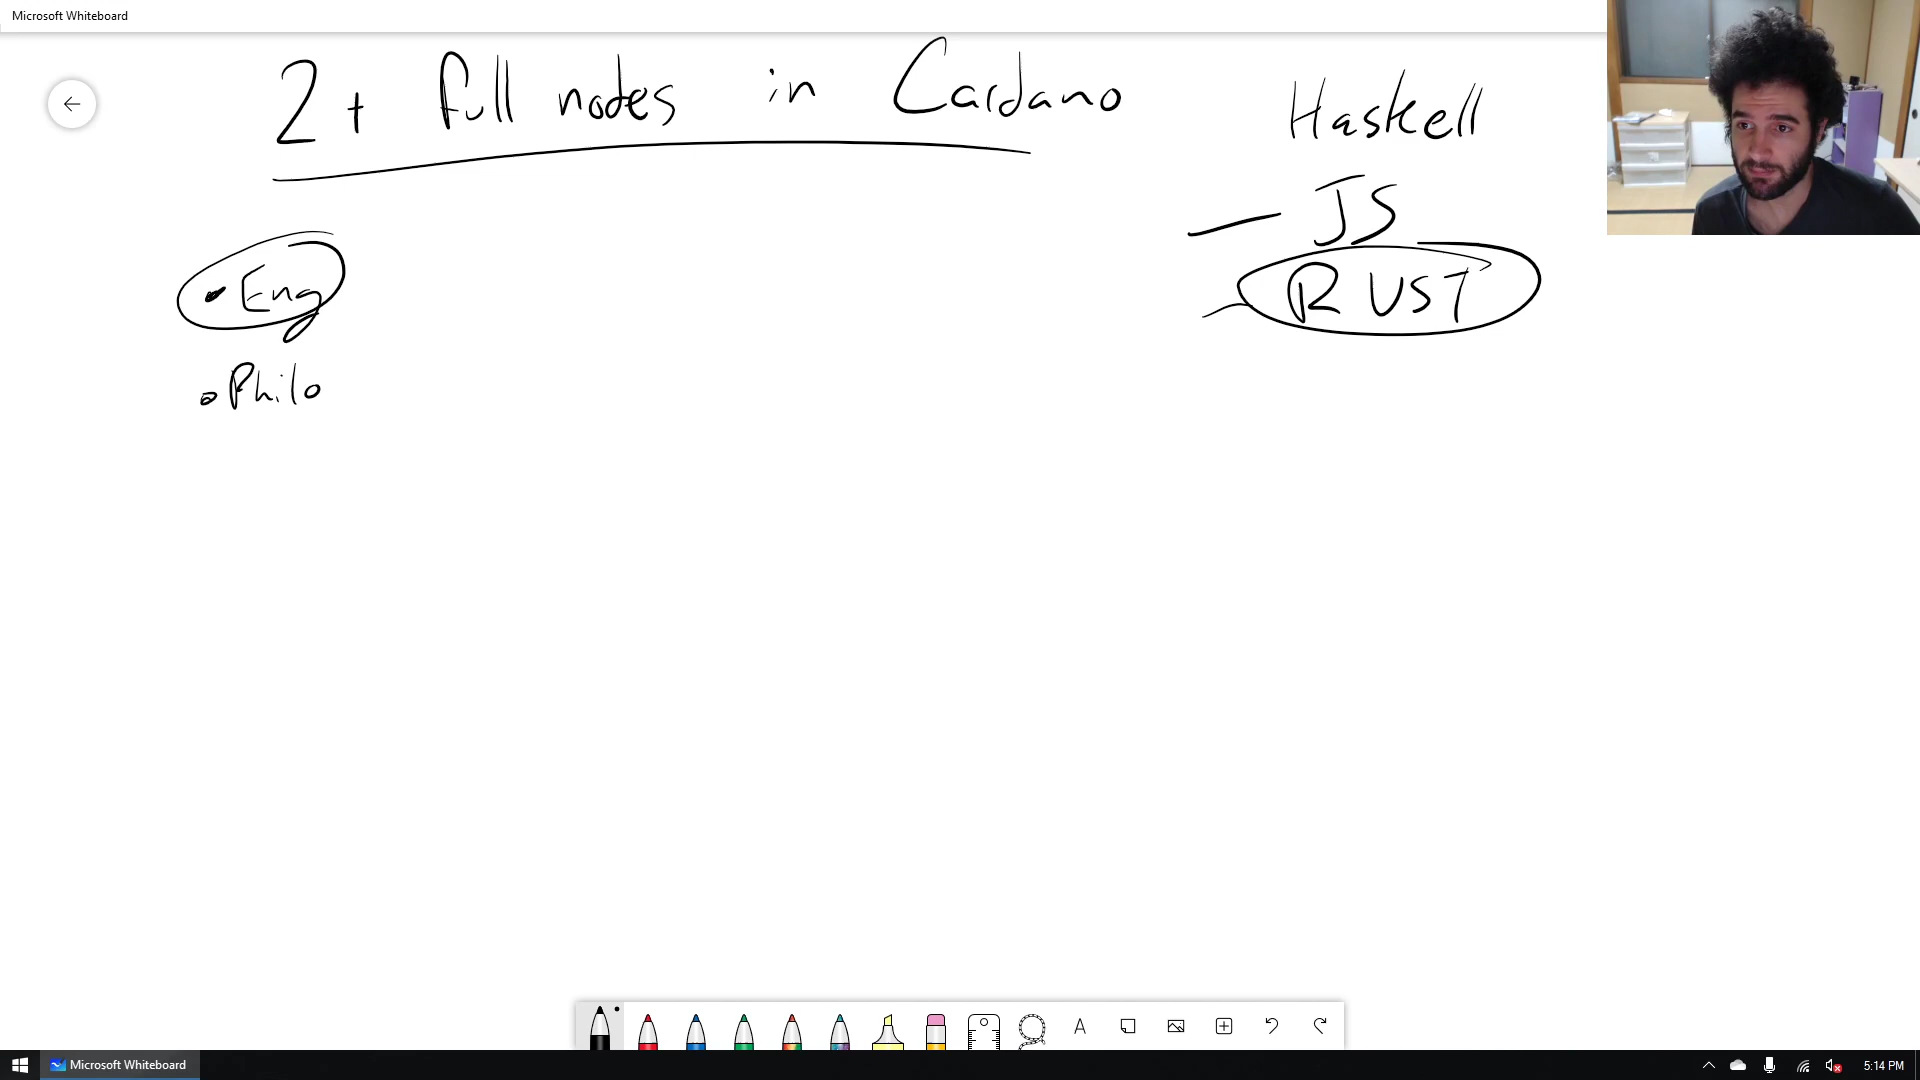 Microsoft Whiteboard
2+ full nodes in Cardano
Haskell
JS
RUST
• Eng
• Philo
A
Microsoft Whiteboard
5:14 PM